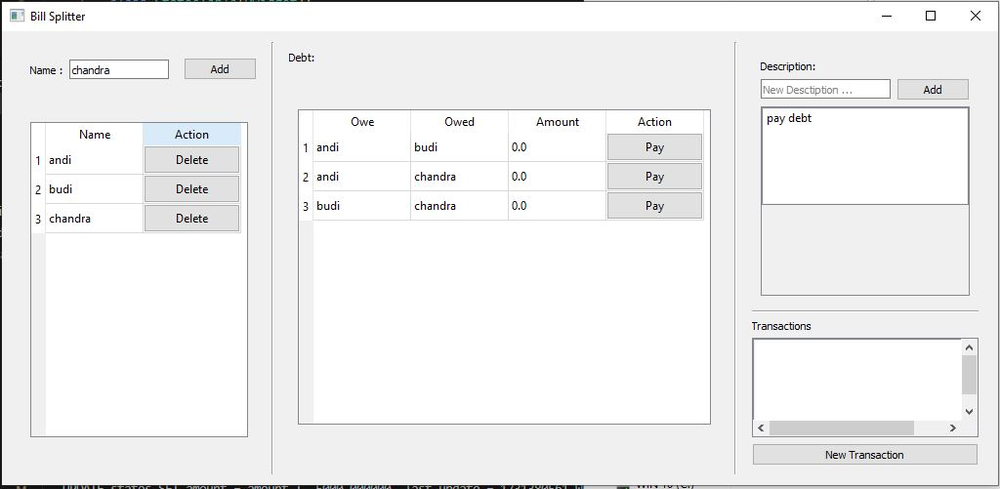 Bill Splitter
Name :
chandra
Add
Name
Action
1
andi
Delete
2
budi
Delete
3
chandra
Delete
Debt:
Owe
Owed
Amount
Action
1
andi
budi
0.0
Pay
2
andi
chandra
0.0
Pay
3
budi
chandra
0.0
Pay
Description:
New Desctiption ...
Add
pay debt
Transactions
New Transaction